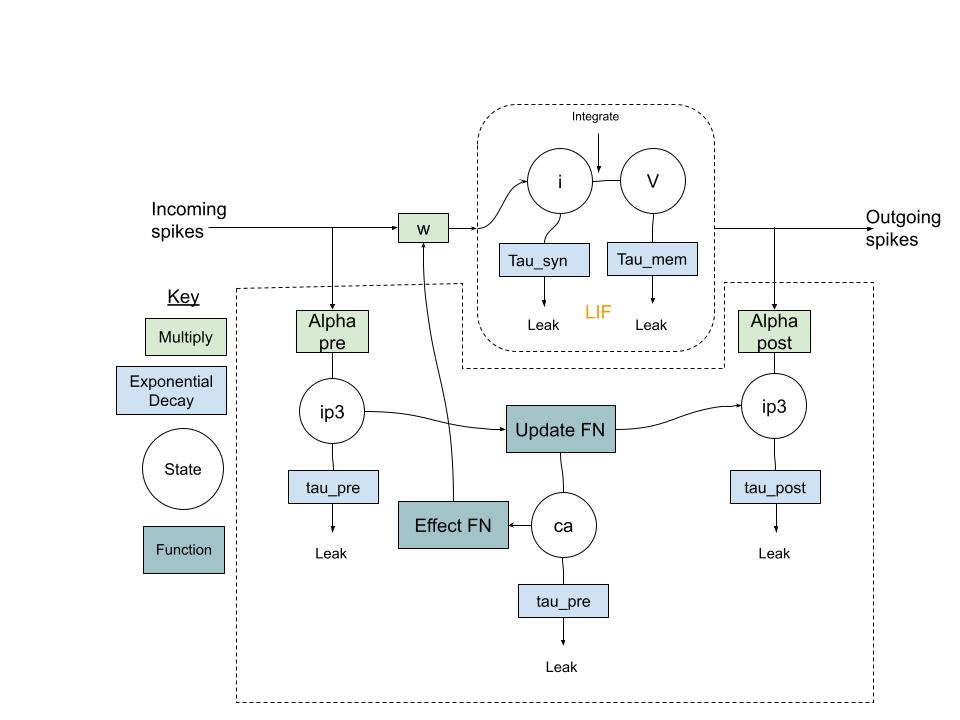 Integrate
i
V
Incoming
spikes
w
Outgoing
spikes
Tau_syn
Tau_mem
Leak
LIF
Leak
Key
Multiply
Exponential
Decay
State
Function
Alpha
pre
Alpha
post
ip3
Update FN
ip3
tau_pre
tau_post
Effect FN
ca
Leak
Leak
tau_pre
Leak